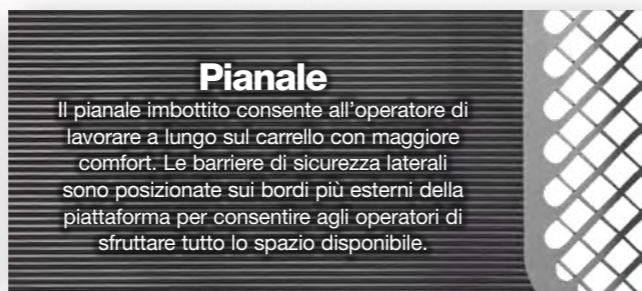 Pianale
Il pianale imbottito consente all’operatore di
lavorare a lungo sul carrello con maggiore
comfort. Le barriere di sicurezza laterali
sono posizionate sui bordi più esterni della
piattaforma per consentire agli operatori di
sfruttare tutto lo spazio disponibile.